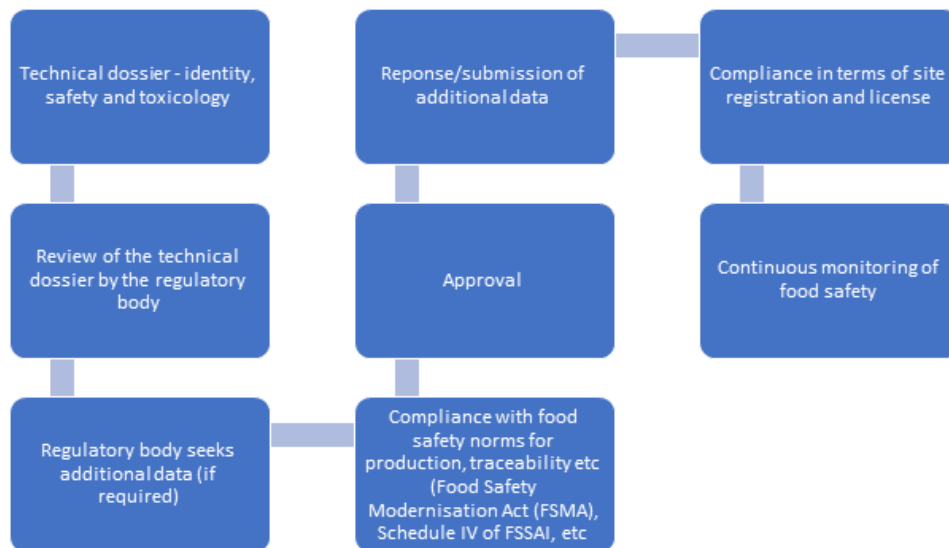 Technical dossier - identity,
safety and toxicology
Review of the technical
dossier by the regulatory
body
Regulatory body seeks
additional data (if
required)
Compliance with food
safety norms for
production, traceability etc
(Food Safety
Modernisation Act (FSMA),
Schedule IV of FSSAI, etc
Approval
Reponse/submission of
additional data
Compliance in terms of site
registration and license
Continuous monitoring of
food safety